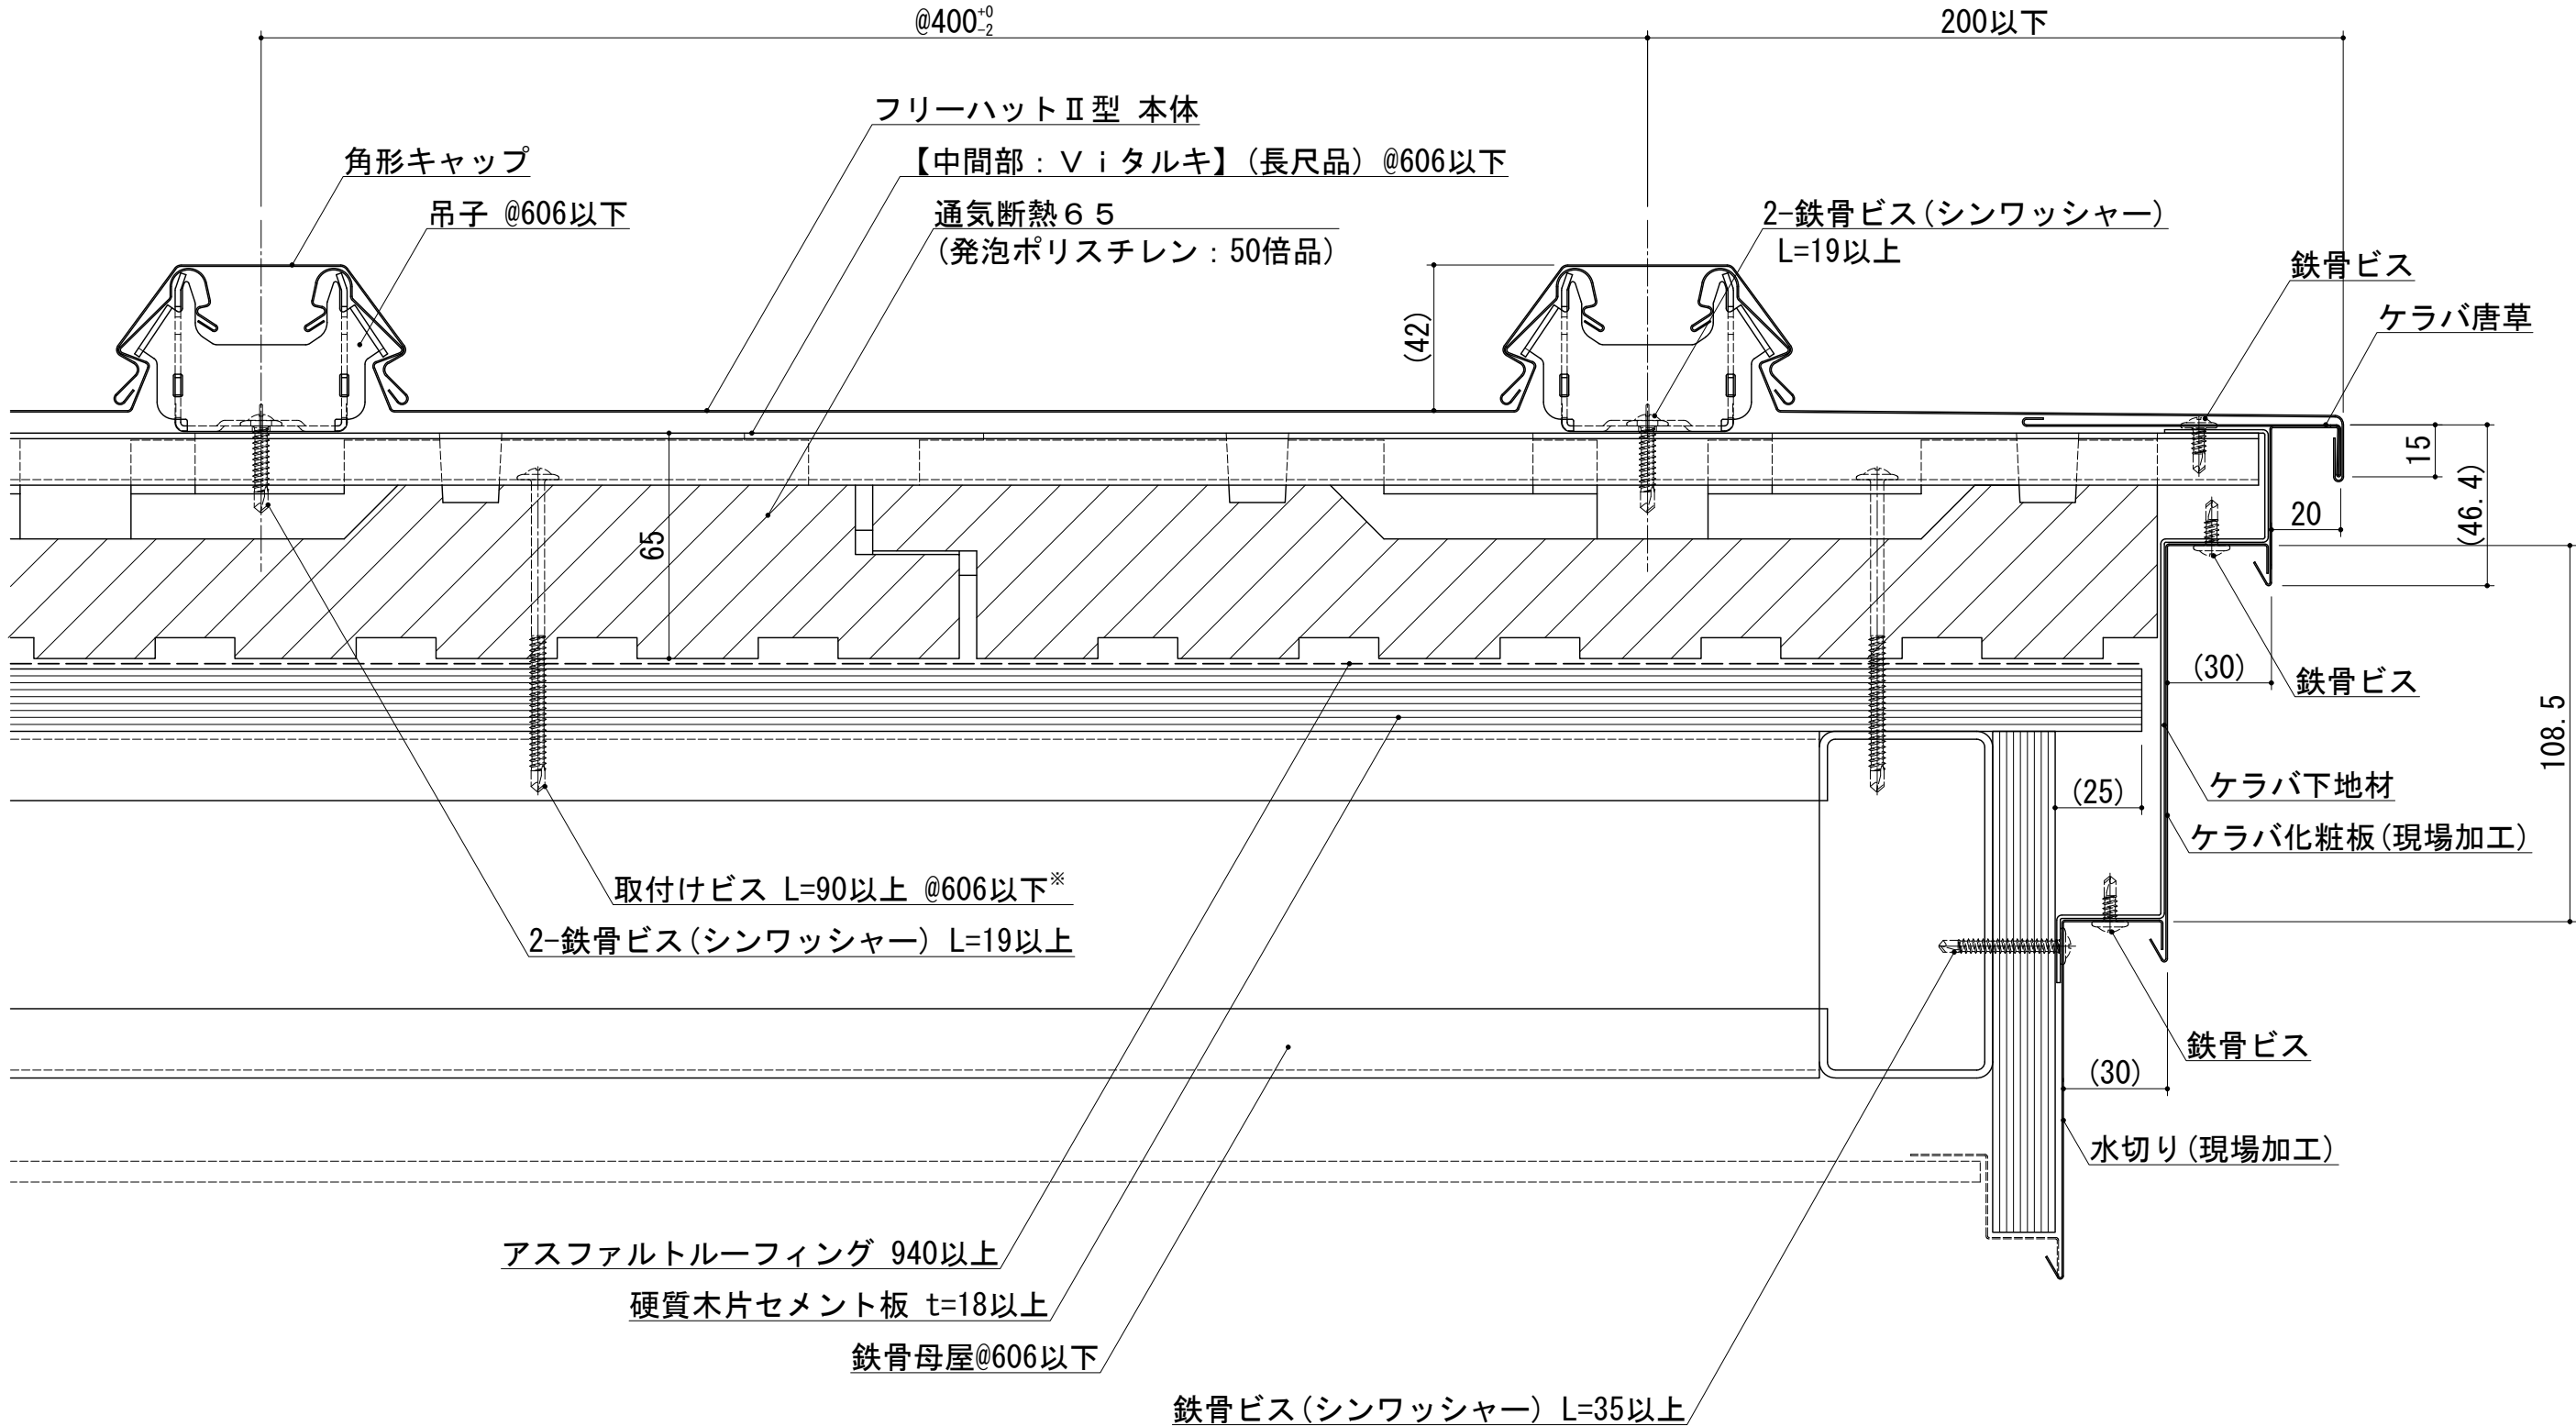 @400+0-2
200以下
フリーハットⅡ型 本体
角形キャップ
【中間部：Ｖｉタルキ】(長尺品) @606以下
吊子 @606以下
通気断熱６５
(発泡ポリスチレン：50倍品)
2-鉄骨ビス(シンワッシャー)
L=19以上
鉄骨ビス
ケラバ唐草
(42)
15
(46.4)
20
65
(30)
鉄骨ビス
108.5
(25)
ケラバ下地材
ケラバ化粧板(現場加工)
取付けビス L=90以上 @606以下※
2-鉄骨ビス(シンワッシャー) L=19以上
鉄骨ビス
(30)
水切り(現場加工)
アスファルトルーフィング 940以上
硬質木片セメント板 t=18以上
鉄骨母屋@606以下
鉄骨ビス(シンワッシャー) L=35以上